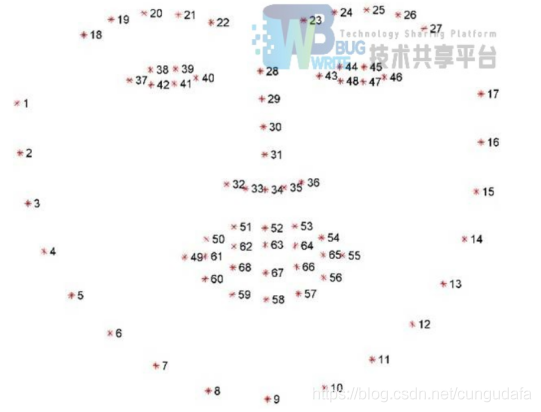 19 20 21 22 23 24 25 26
18 27
WB BUG WRITE
Technology Sharing Platform
技术共享平台
38 39 28 44 45
37 42 41 40 43 48 47 46
1 29 17
30
2 31 16
32 33 34 35 36
3 15
51 52 53
50 54
62 63 64
4 49 61 65 55 14
68 67 66
60 56
5 59 58 57 13
6 12
7 11
8 9 10
https://blog.csdn.net/cungudafa